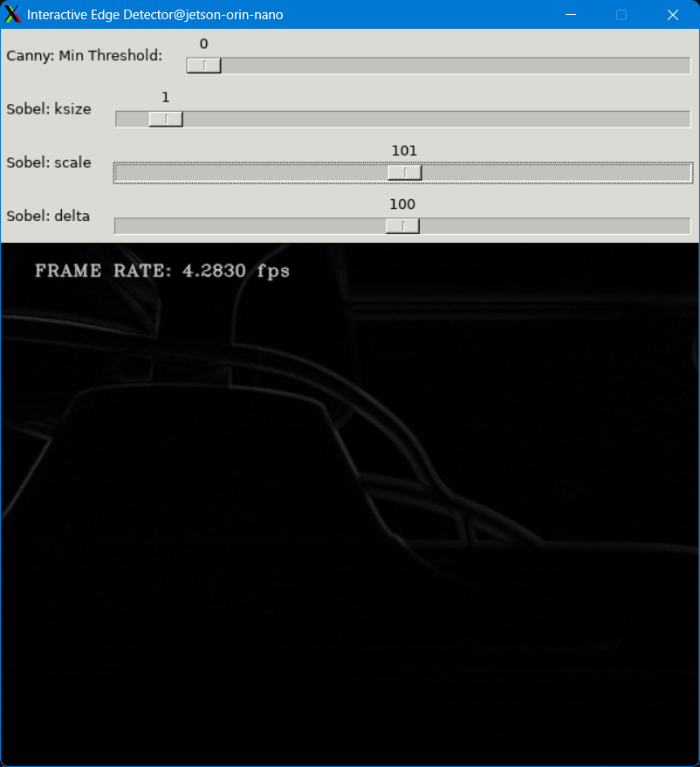 Interactive Edge Detector@jetson-orin-nano
0
Canny: Min Threshold:
1
Sobel: ksize
101
Sobel: scale
100
Sobel: delta
FRAME RATE: 4.2830 fps